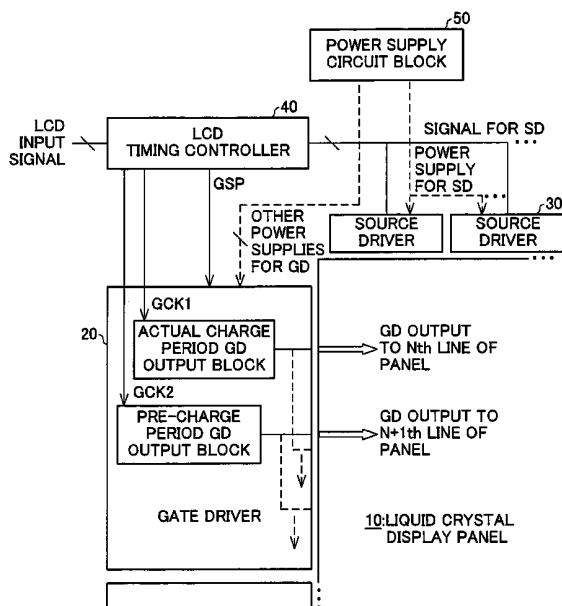 50
POWER SUPPLY
CIRCUIT BLOCK
40
LCD
INPUT
SIGNAL
LCD
TIMING CONTROLLER
SIGNAL FOR SD
POWER
SUPPLY
FOR SD
GSP
OTHER
POWER
SUPPLIES
FOR GD
30
SOURCE
DRIVER
SOURCE
DRIVER
20
GCK1
ACTUAL CHARGE
PERIOD GD
OUTPUT BLOCK
GD OUTPUT
TO Nth LINE OF
PANEL
GCK2
PRE-CHARGE
PERIOD GD
OUTPUT BLOCK
GD OUTPUT TO
N+1th LINE OF
PANEL
GATE DRIVER
10:LIQUID CRYSTAL
DISPLAY PANEL